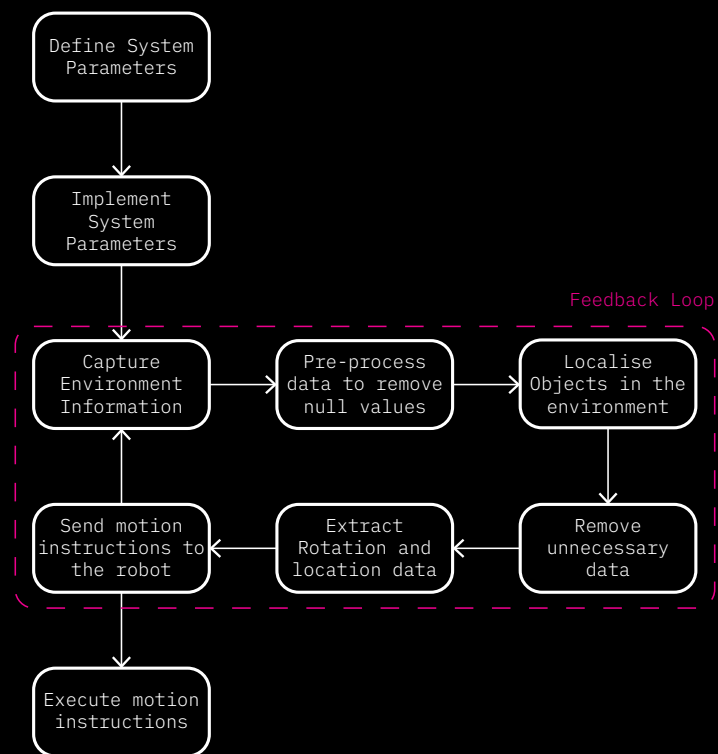 Define System
Parameters
Implement
System
Parameters
Feedback Loop
Capture
Environment
Information
Pre-process
data to remove
null values
Localise
Objects in the
environment
Send motion
instructions to
the robot
Extract
Rotation and
location data
Remove
unnecessary
data
Execute motion
instructions